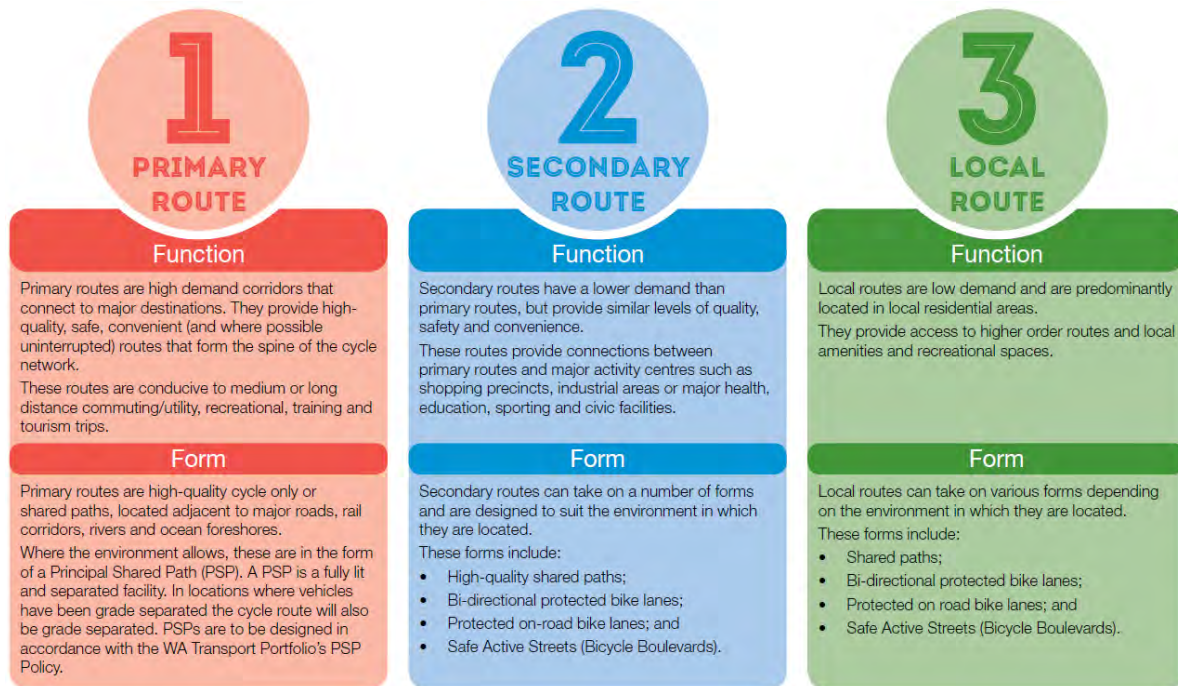 1
PRIMARY
ROUTE
Function
Primary routes are high demand corridors that
connect to major destinations. They provide high-
quality, safe, convenient (and where possible
uninterrupted) routes that form the spine of the cycle
network.
These routes are conducive to medium or long
distance commuting/utility, recreational, training and
tourism trips.
Form
Primary routes are high-quality cycle only or
shared paths, located adjacent to major roads, rail
corridors, rivers and ocean foreshores.
Where the environment allows, these are in the form
of a Principal Shared Path (PSP). A PSP is a fully lit
and separated facility. In locations where vehicles
have been grade separated the cycle route will also
be grade separated. PSPs are to be designed in
accordance with the WA Transport Portfolio's PSP
Policy.
2
SECONDARY
ROUTE
Function
Secondary routes have a lower demand than
primary routes, but provide similar levels of quality,
safety and convenience.
These routes provide connections between
primary routes and major activity centres such as
shopping precincts, industrial areas or major health,
education, sporting and civic facilities.
Form
Secondary routes can take on a number of forms
and are designed to suit the environment in which
they are located.
These forms include:
• High-quality shared paths;
• Bi-directional protected bike lanes;
• Protected on-road bike lanes; and
• Safe Active Streets (Bicycle Boulevards).
3
LOCAL
ROUTE
Function
Local routes are low demand and are predominantly
located in local residential areas.
They provide access to higher order routes and local
amenities and recreational spaces.
Form
Local routes can take on various forms depending
on the environment in which they are located.
These forms include:
• Shared paths;
• Bi-directional protected bike lanes;
• Protected on road bike lanes; and
• Safe Active Streets (Bicycle Boulevards).